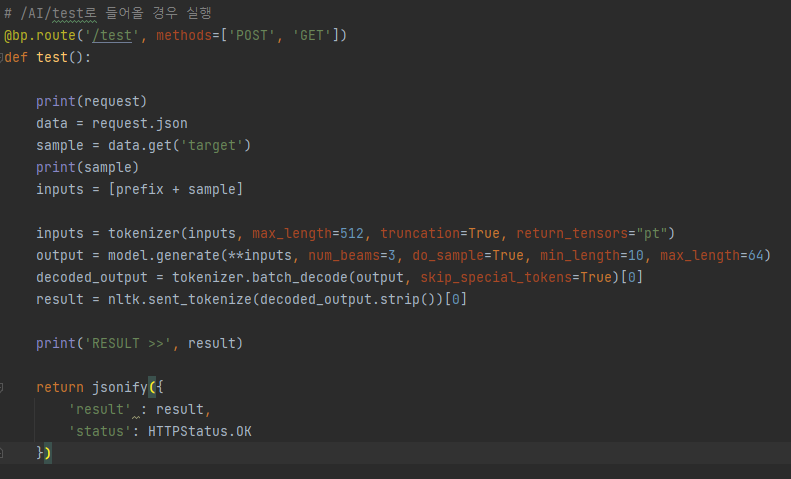 # /AI/test로 들어올 경우 실행
@bp.route('/test', methods=['POST', 'GET'])
def test():
print(request)
data = request.json
sample = data.get('target')
print(sample)
inputs = [prefix + sample]
inputs = tokenizer(inputs, max_length=512, truncation=True, return_tensors="pt")
output = model.generate(**inputs, num_beams=3, do_sample=True, min_length=10, max_length=64)
decoded_output = tokenizer.batch_decode(output, skip_special_tokens=True)[0]
result = nltk.sent_tokenize(decoded_output.strip())[0]
print('RESULT >>', result)
return jsonify({
'result' : result,
'status': HTTPStatus.OK
})